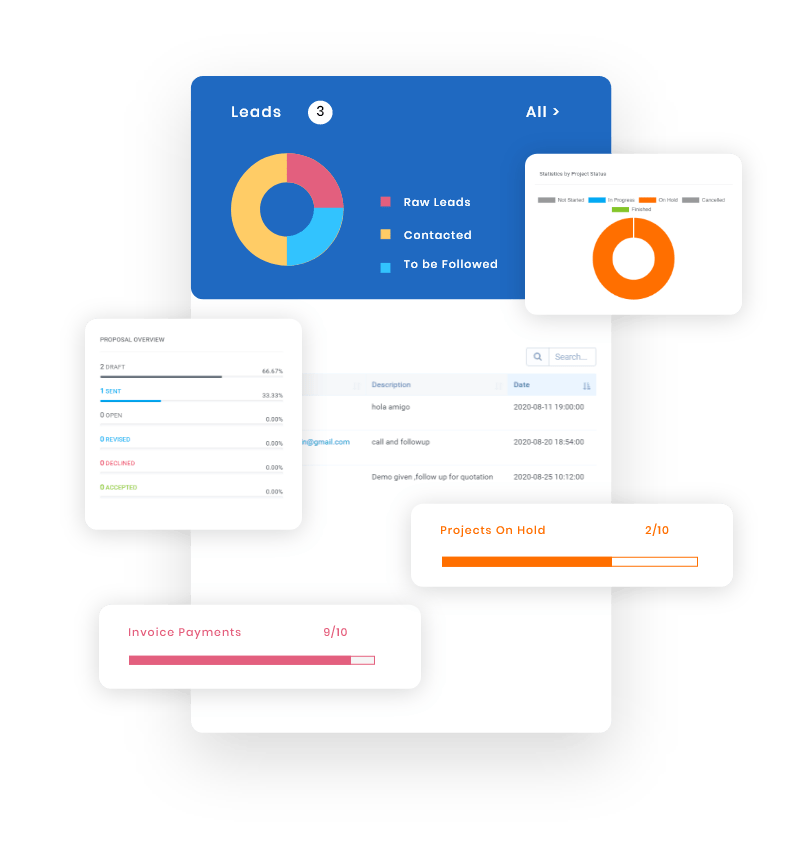 Leads 3 All >
Raw Leads
Contacted
To be Followed
Statistics by Project Status
Not Started In Progress On Hold Cancelled
Finished
PROPOSAL OVERVIEW
2 DRAFT 66.67%
1 SENT 33.33%
0 OPEN 0.00%
0 REVISED 0.00%
0 DECLINED 0.00%
0 ACCEPTED 0.00%
Search...
Description Date
hola amigo 2020-08-11 19:00:00
n@gmail.com call and followup 2020-08-20 18:54:00
Demo given ,follow up for quotation 2020-08-25 10:12:00
Projects On Hold 2/10
Invoice Payments 9/10